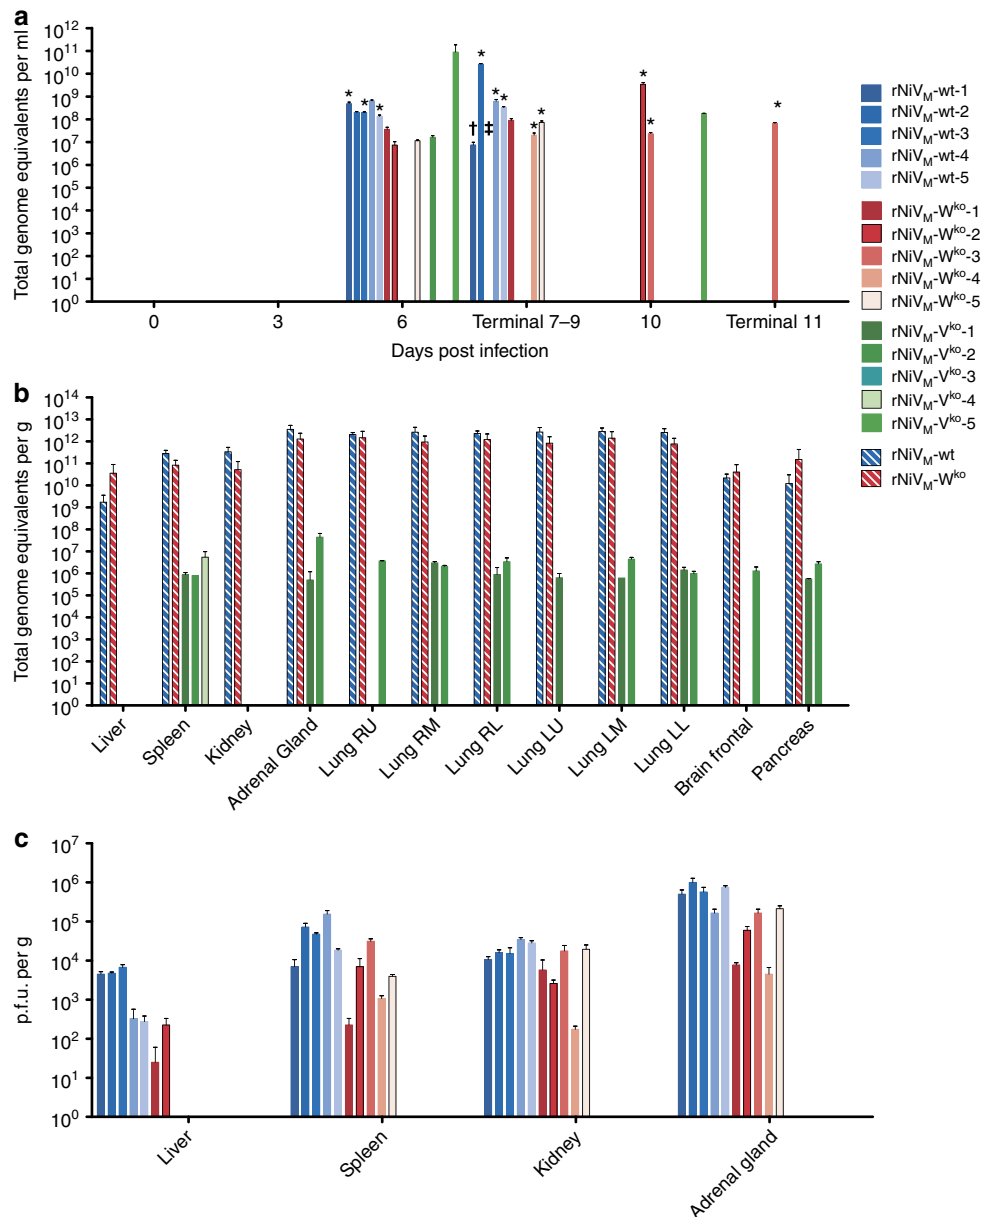 a
Total genome equivalents per ml
10¹²
10¹¹
10¹⁰
10⁹
10⁸
10⁷
10⁶
10⁵
10⁴
10³
10²
10¹
10⁰
* * * * † ‡ * * * * * * *
0 3 6 Terminal 7–9 10 Terminal 11
Days post infection
rNiV_M-wt-1
rNiV_M-wt-2
rNiV_M-wt-3
rNiV_M-wt-4
rNiV_M-wt-5
rNiV_M-W^ko-1
rNiV_M-W^ko-2
rNiV_M-W^ko-3
rNiV_M-W^ko-4
rNiV_M-W^ko-5
rNiV_M-V^ko-1
rNiV_M-V^ko-2
rNiV_M-V^ko-3
rNiV_M-V^ko-4
rNiV_M-V^ko-5
rNiV_M-wt
rNiV_M-W^ko
b
Total genome equivalents per g
10¹⁴
10¹³
10¹²
10¹¹
10¹⁰
10⁹
10⁸
10⁷
10⁶
10⁵
10⁴
10³
10²
10¹
10⁰
Liver
Spleen
Kidney
Adrenal Gland
Lung RU
Lung RM
Lung RL
Lung LU
Lung LM
Lung LL
Brain frontal
Pancreas
c
p.f.u. per g
10⁷
10⁶
10⁵
10⁴
10³
10²
10¹
10⁰
Liver
Spleen
Kidney
Adrenal gland